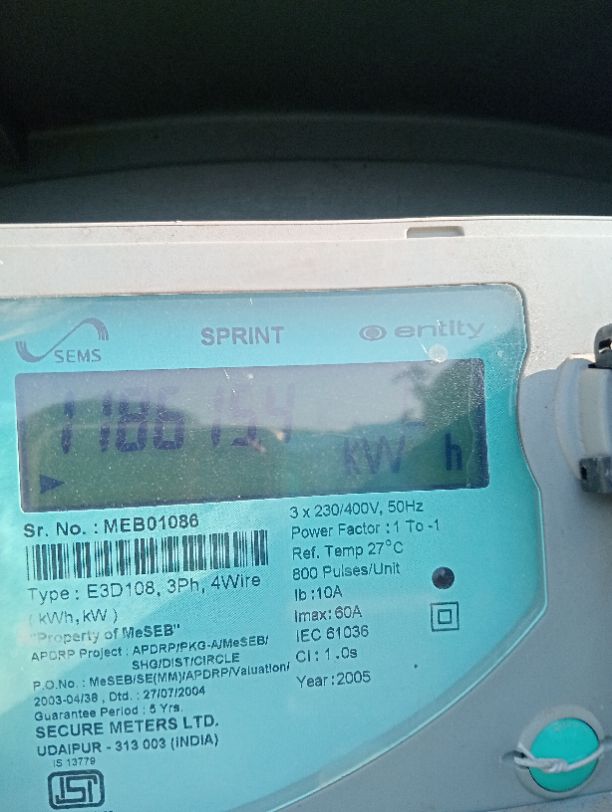 SEMS
SPRINT
entity
1186154
kW h
Sr. No. : MEB01086
Type : E3D108, 3Ph, 4Wire
( kWh, kW )
"Property of MeSEB"
APDRP Project : APDRP/PKG-A/MeSEB/
SHG/DIST/CIRCLE
P.O.No. : MeSEB/SE(MM)/APDRP/Valuation/
2003-04/38 , Dtd. : 27/07/2004
Guarantee Period : 5 Yrs.
SECURE METERS LTD.
UDAIPUR - 313 003 (INDIA)
IS 13779
ISI
3 x 230/400V, 50Hz
Power Factor : 1 To -1
Ref. Temp 27°C
800 Pulses/Unit
Ib :10A
Imax: 60A
IEC 61036
Cl : 1.0s
Year : 2005